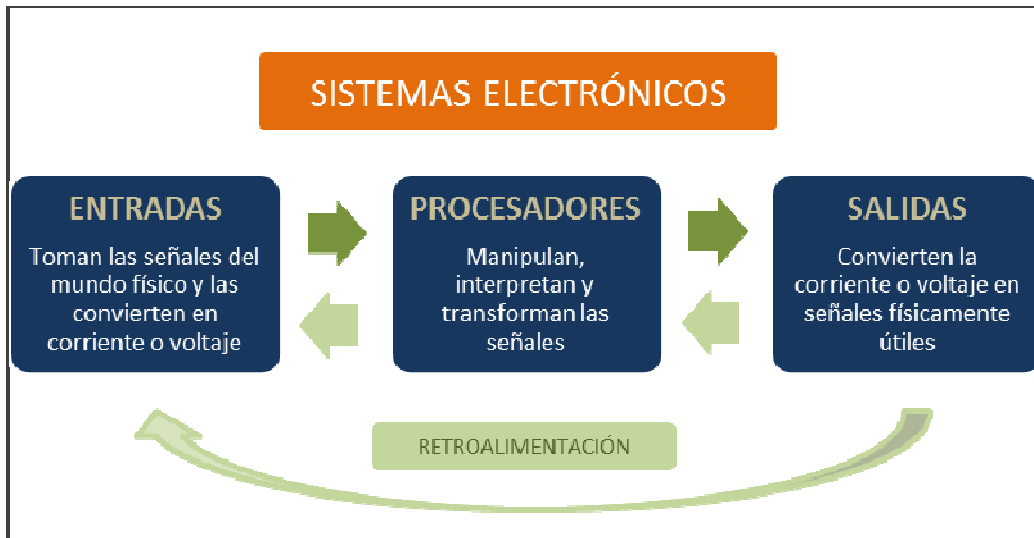 SISTEMAS ELECTRÓNICOS
ENTRADAS
Toman las señales del
mundo físico y las
convierten en
corriente o voltaje
PROCESADORES
Manipulan,
interpretan y
transforman las
señales
SALIDAS
Convierten la
corriente o voltaje en
señales físicamente
útiles
RETROALIMENTACIÓN